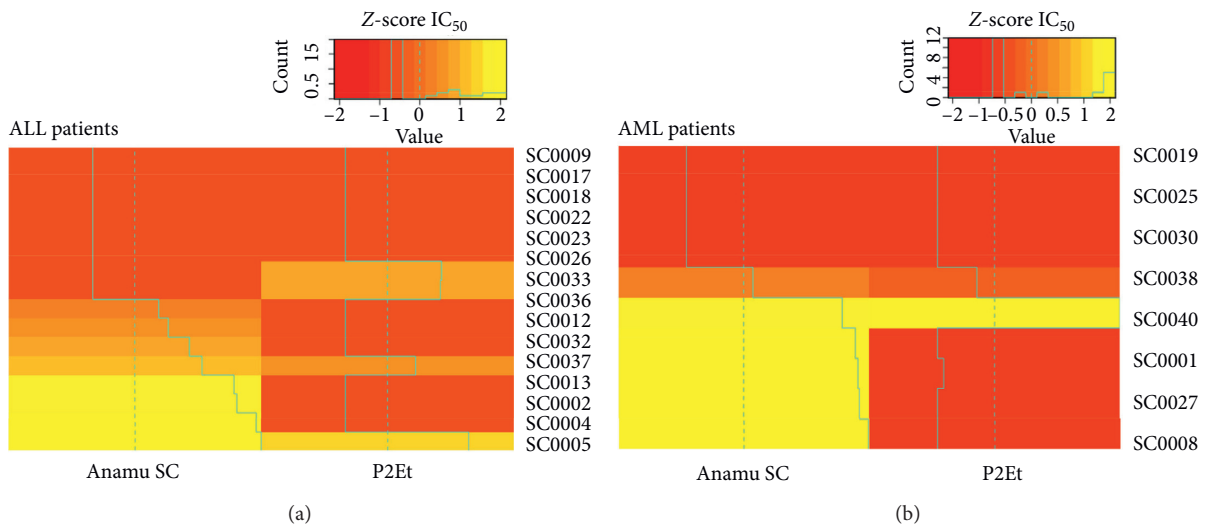 Z-score IC50
Count
15
0.5
0
−2 −1 0 1 2
Value
ALL patients
SC0009
SC0017
SC0018
SC0022
SC0023
SC0026
SC0033
SC0036
SC0012
SC0032
SC0037
SC0013
SC0002
SC0004
SC0005
Anamu SC P2Et
(a)
Z-score IC50
Count
12
8
4
0
−2 −1 −0.5 0 0.5 1 2
Value
AML patients
SC0019
SC0025
SC0030
SC0038
SC0040
SC0001
SC0027
SC0008
Anamu SC P2Et
(b)